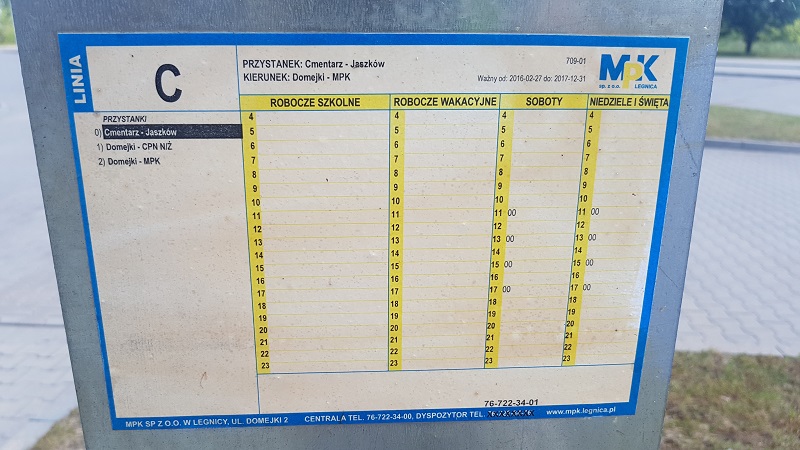 LINIA
C
PRZYSTANEK: Cmentarz - Jaszków
KIERUNEK: Domejki - MPK
709-01
Ważny od: 2016-02-27 do: 2017-12-31
MPK
sp. z o.o. LEGNICA
PRZYSTANKI
0) Cmentarz - Jaszków
1) Domejki - CPN N/Ż
2) Domejki - MPK
ROBOCZE SZKOLNE ROBOCZE WAKACYJNE SOBOTY NIEDZIELE I ŚWIĘTA
4 4 4 4
5 5 5 5
6 6 6 6
7 7 7 7
8 8 8 8
9 9 9 9
10 10 10 10
11 11 11 00 11 00
12 12 12 12
13 13 13 00 13 00
14 14 14 14
15 15 15 00 15 00
16 16 16 16
17 17 17 00 17 00
18 18 18 18
19 19 19 19
20 20 20 20
21 21 21 21
22 22 22 22
23 23 23 23
76-722-34-01
MPK SP Z O.O. W LEGNICY, UL. DOMEJKI 2 CENTRALA TEL. 76-722-34-00, DYSPOZYTOR TEL. www.mpk.legnica.pl